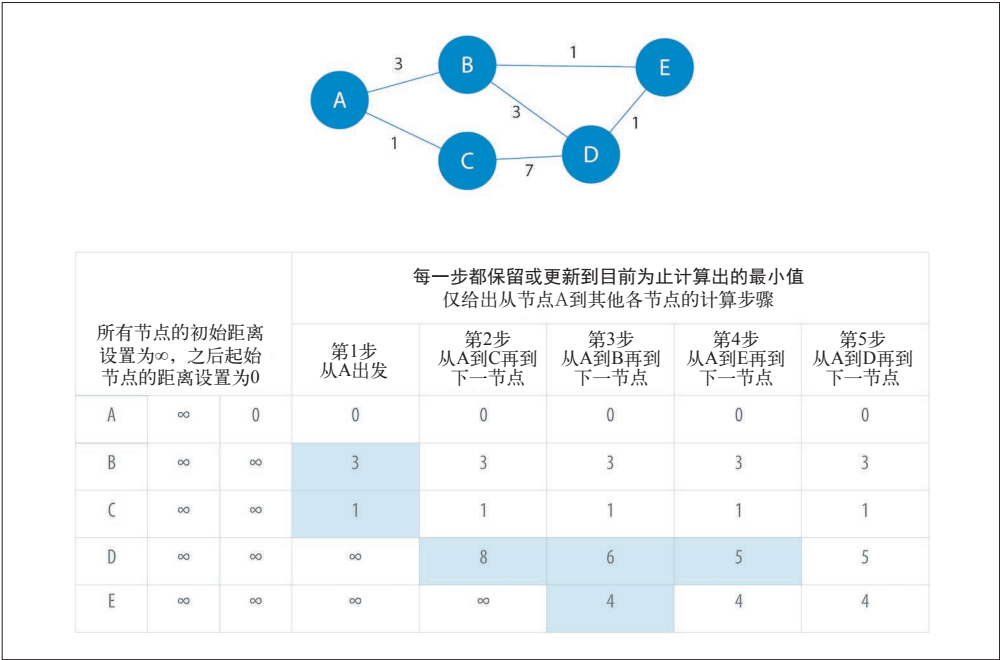 3
B
1
E
A
3
1
1
C
7
D
每一步都保留或更新到目前为止计算出的最小值
仅给出从节点A到其他各节点的计算步骤
所有节点的初始距离
设置为∞，之后起始
节点的距离设置为0
第1步
从A出发
第2步
从A到C再到
下一节点
第3步
从A到B再到
下一节点
第4步
从A到E再到
下一节点
第5步
从A到D再到
下一节点
A ∞ 0 0 0 0 0 0
B ∞ ∞ 3 3 3 3 3
C ∞ ∞ 1 1 1 1 1
D ∞ ∞ ∞ 8 6 5 5
E ∞ ∞ ∞ ∞ 4 4 4